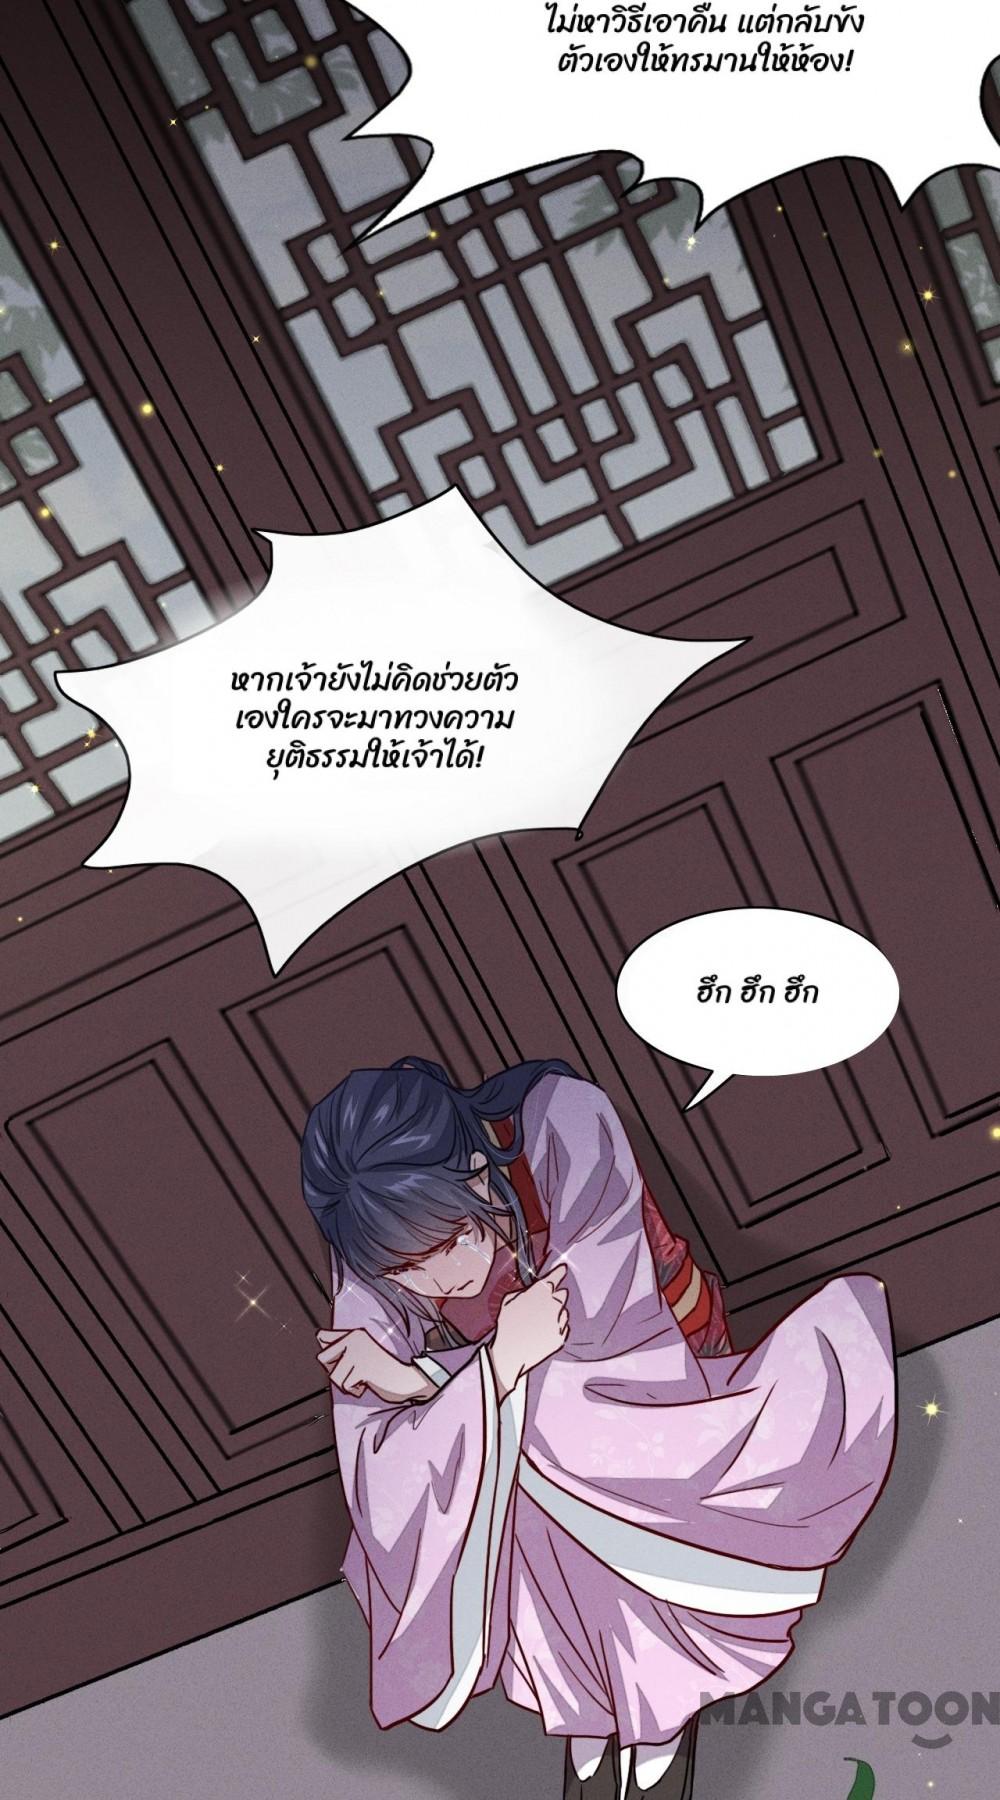 ไม่หาวิธีเอาคืน แต่กลับขัง
ตัวเองให้ทรมานให้ห้อง!
หากเจ้ายังไม่คิดช่วยตัว
เองใครจะมาทวงความ
ยุติธรรมให้เจ้าได้!
ฮึก ฮึก ฮึก
MANGATOON